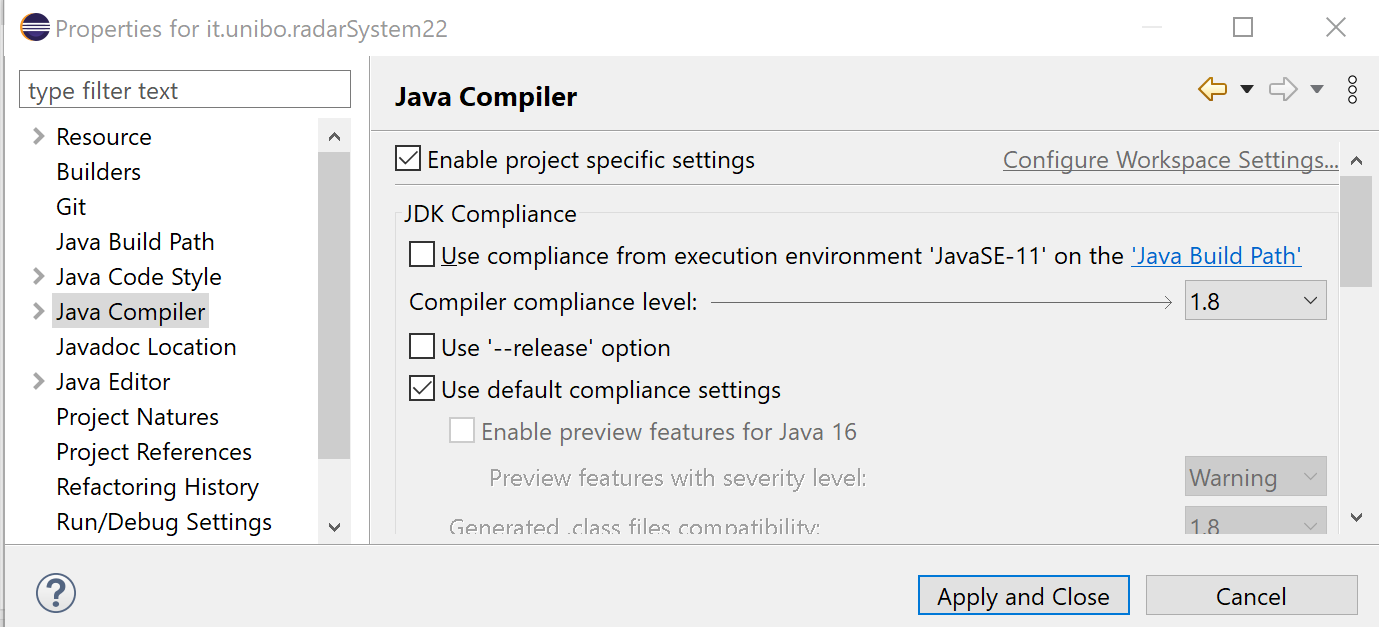 Properties for it.unibo.radarSystem22
type filter text
Resource
Builders
Git
Java Build Path
Java Code Style
Java Compiler
Javadoc Location
Java Editor
Project Natures
Project References
Refactoring History
Run/Debug Settings
Java Compiler
Enable project specific settings
Configure Workspace Settings...
JDK Compliance
Use compliance from execution environment 'JavaSE-11' on the 'Java Build Path'
Compiler compliance level:
1.8
Use '--release' option
Use default compliance settings
Enable preview features for Java 16
Preview features with severity level:
Warning
Generated .class files compatibility:
1.8
?
Apply and Close
Cancel